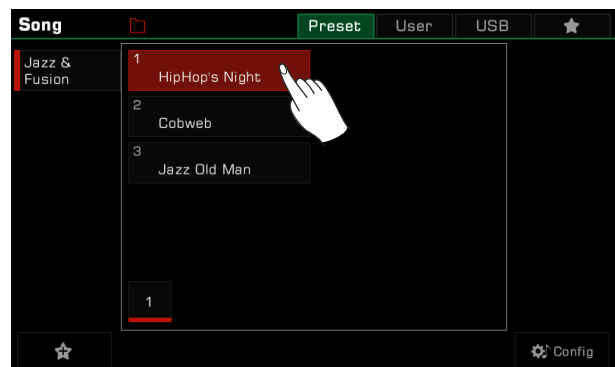 Song
Preset
User
USB
Jazz &
Fusion
1
HipHop's Night
2
Cobweb
3
Jazz Old Man
1
Config